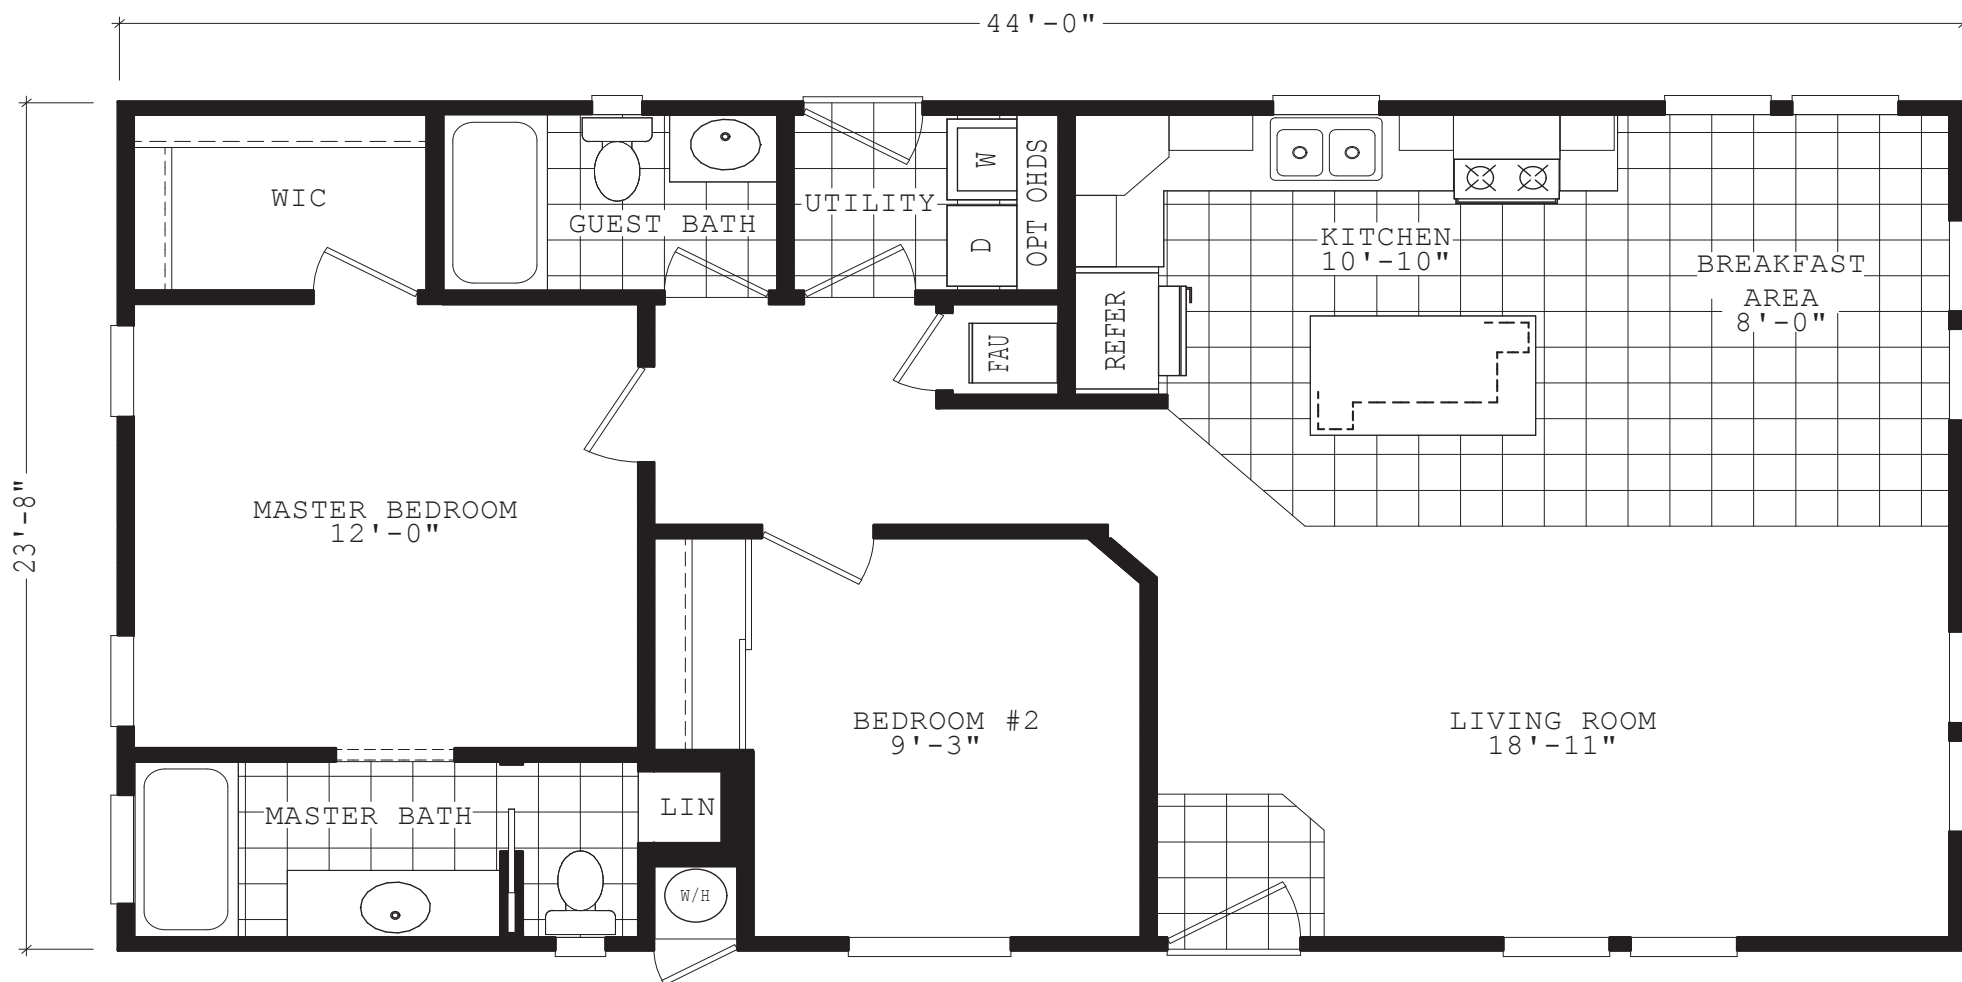 44'-0"
23'-8"
WIC
GUEST BATH
UTILITY
W
D
OPT OHDS
KITCHEN
10'-10"
BREAKFAST
AREA
8'-0"
REFER
FAU
MASTER BEDROOM
12'-0"
BEDROOM #2
9'-3"
LIVING ROOM
18'-11"
MASTER BATH
LIN
W/H